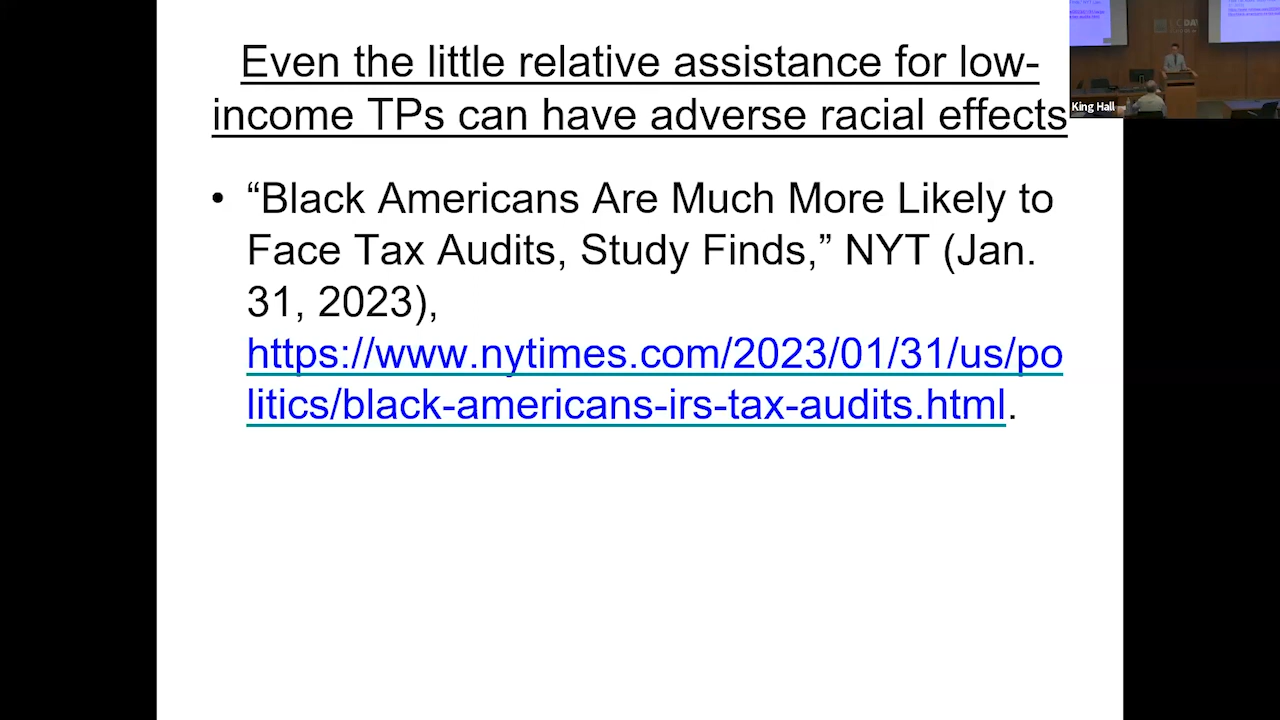 Even the little relative assistance for low-
income TPs can have adverse racial effects
• “Black Americans Are Much More Likely to
Face Tax Audits, Study Finds,” NYT (Jan.
31, 2023),
https://www.nytimes.com/2023/01/31/us/po
litics/black-americans-irs-tax-audits.html.
King Hall